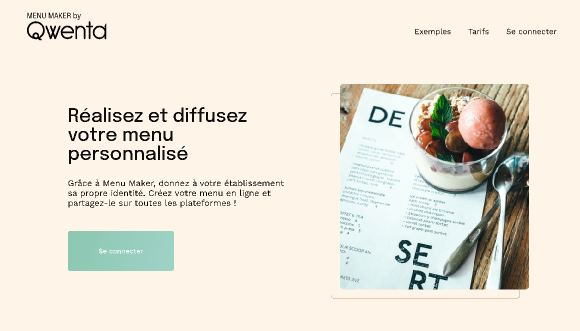 MENU MAKER by
Qwenta
Exemples
Tarifs
Se connecter
Réalisez et diffusez
votre menu
personnalisé
Grâce à Menu Maker, donnez à votre établissement
sa propre identité. Créez votre menu en ligne et
partagez-le sur toutes les plateformes !
Se connecter
DE
SE
RT